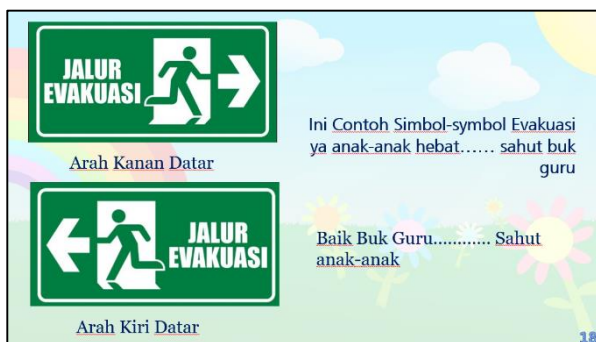 JALUR
EVAKUASI
Arah Kanan Datar
Ini Contoh Simbol-symbol Evakuasi
ya anak-anak hebat...... sahut buk
guru
JALUR
EVAKUASI
Arah Kiri Datar
Baik Buk Guru............ Sahut
anak-anak
18